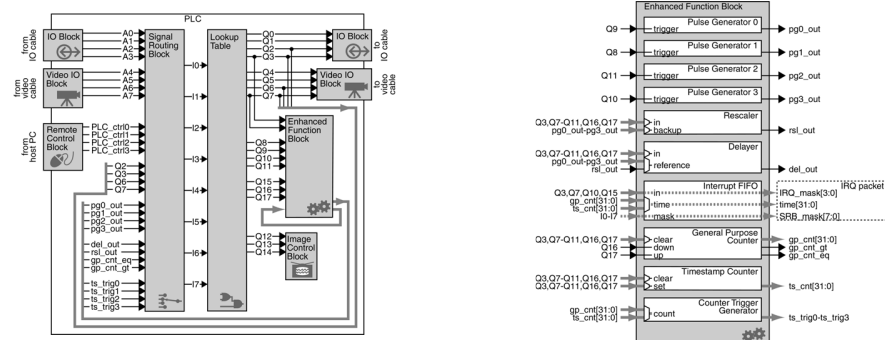 PLC
from
IO cable
IO Block
A0
A1
A2
A3
Signal
Routing
Block
I0
I1
I2
I3
I4
I5
I6
I7
Lookup
Table
Q0
Q1
Q2
Q3
IO Block
to
IO cable
from
video
cable
Video IO
Block
A4
A5
A6
A7
Q4
Q5
Q6
Q7
Video IO
Block
to
video
cable
from
host PC
Remote
Control
Block
PLC_ctrl0
PLC_ctrl1
PLC_ctrl2
PLC_ctrl3
Q2
Q3
Q6
Q7
pg0_out
pg1_out
pg2_out
pg3_out
del_out
rsl_out
gp_cnt_eq
gp_cnt_gt
ts_trig0
ts_trig1
ts_trig2
ts_trig3
Enhanced
Function
Block
Q8
Q9
Q10
Q11
Q15
Q16
Q17
Q12
Q13
Q14
Image
Control
Block
Enhanced Function Block
Q9
trigger
Pulse Generator 0
pg0_out
Q8
trigger
Pulse Generator 1
pg1_out
Q11
trigger
Pulse Generator 2
pg2_out
Q10
trigger
Pulse Generator 3
pg3_out
Rescaler
Q3,Q7-Q11,Q16,Q17
in
pg0_out-pg3_out
backup
rsl_out
Delayer
Q3,Q7-Q11,Q16,Q17
in
pg0_out-pg3_out
reference
rsl_out
del_out
Interrupt FIFO
IRQ packet
Q3,Q7,Q10,Q15
in
IRQ_mask[3:0]
gp_cnt[31:0]
ts_cnt[31:0]
time
time[31:0]
I0-I7
mask
SRB_mask[7:0]
General Purpose
Counter
Q3,Q7-Q11,Q16,Q17
clear
gp_cnt[31:0]
Q16
down
gp_cnt_gt
Q17
up
gp_cnt_eq
Timestamp Counter
Q3,Q7-Q11,Q16,Q17
clear
Q3,Q7-Q11,Q16,Q17
set
ts_cnt[31:0]
Counter Trigger
Generator
gp_cnt[31:0]
ts_cnt[31:0]
count
ts_trig0-ts_trig3